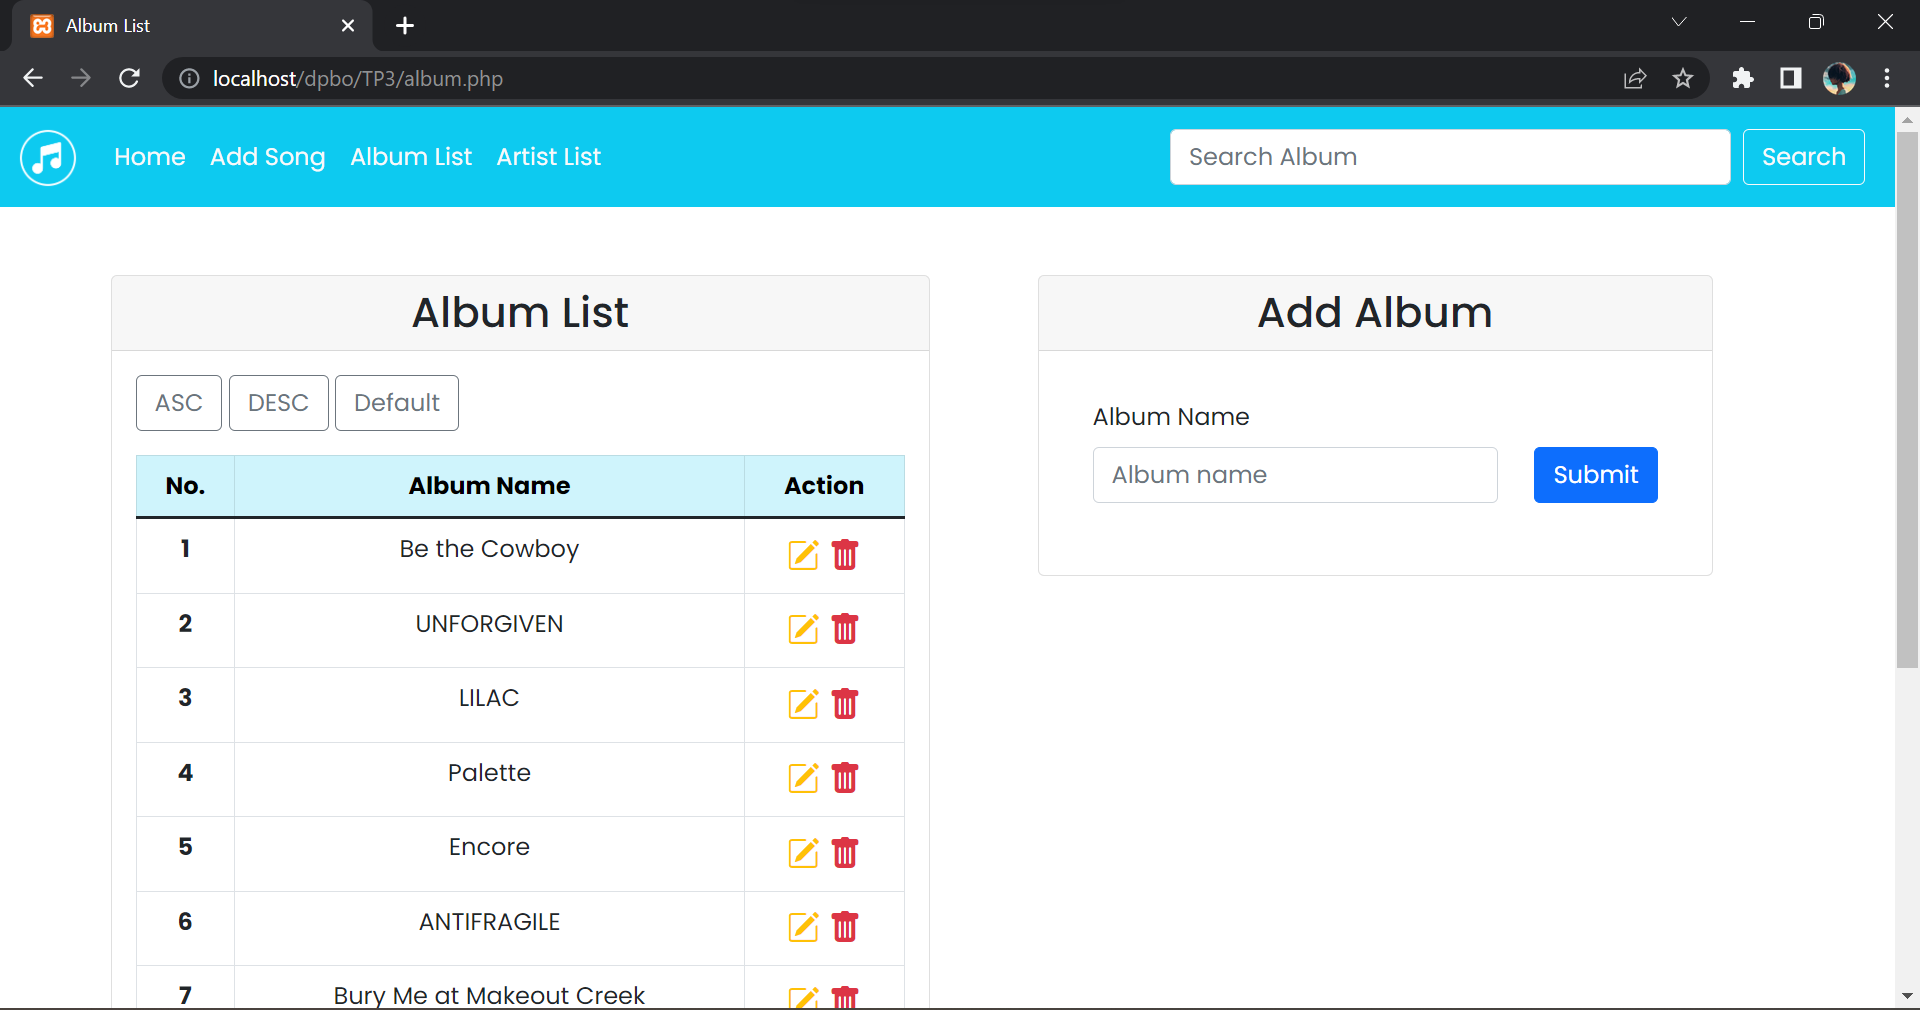 Album List
localhost/dpbo/TP3/album.php
Home Add Song Album List Artist List Search Album Search
Album List
ASC DESC Default
No. Album Name Action
1 Be the Cowboy
2 UNFORGIVEN
3 LILAC
4 Palette
5 Encore
6 ANTIFRAGILE
7 Bury Me at Makeout Creek
Add Album
Album Name
Album name Submit